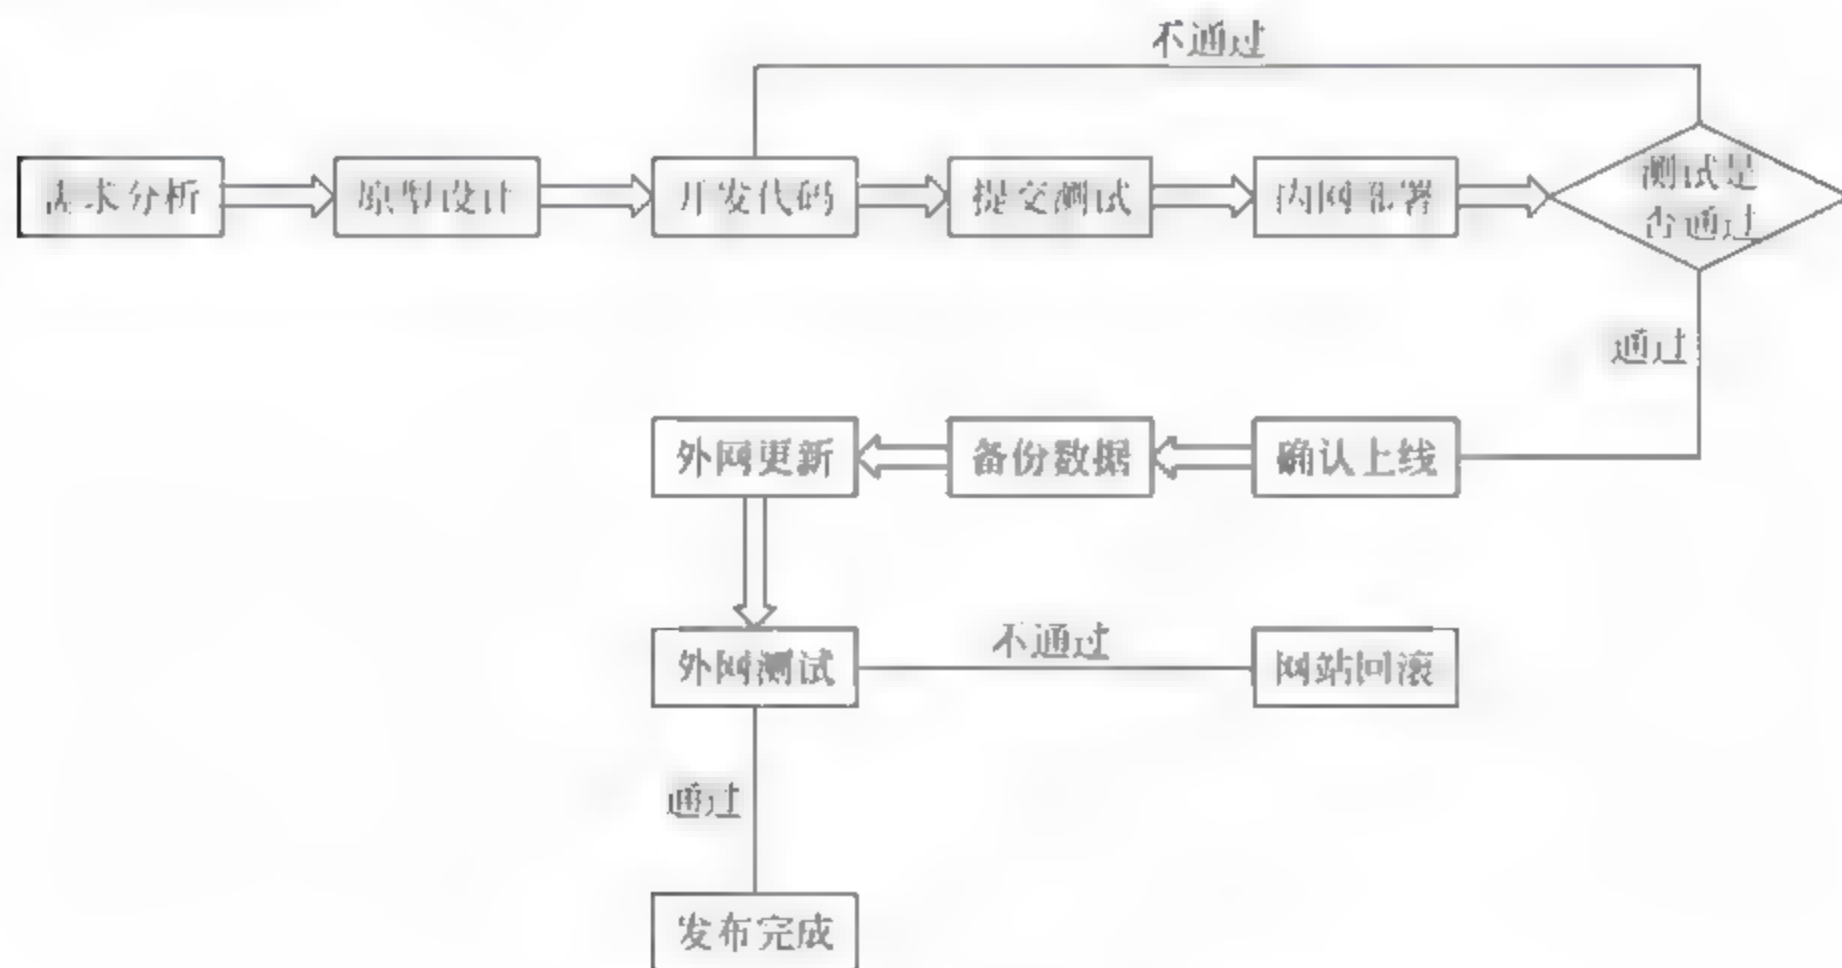 不通过
需求分析
原型设计
开发代码
提交测试
内网部署
测试是
否通过
通过
外网更新
备份数据
确认上线
外网测试
不通过
网站回滚
通过
发布完成